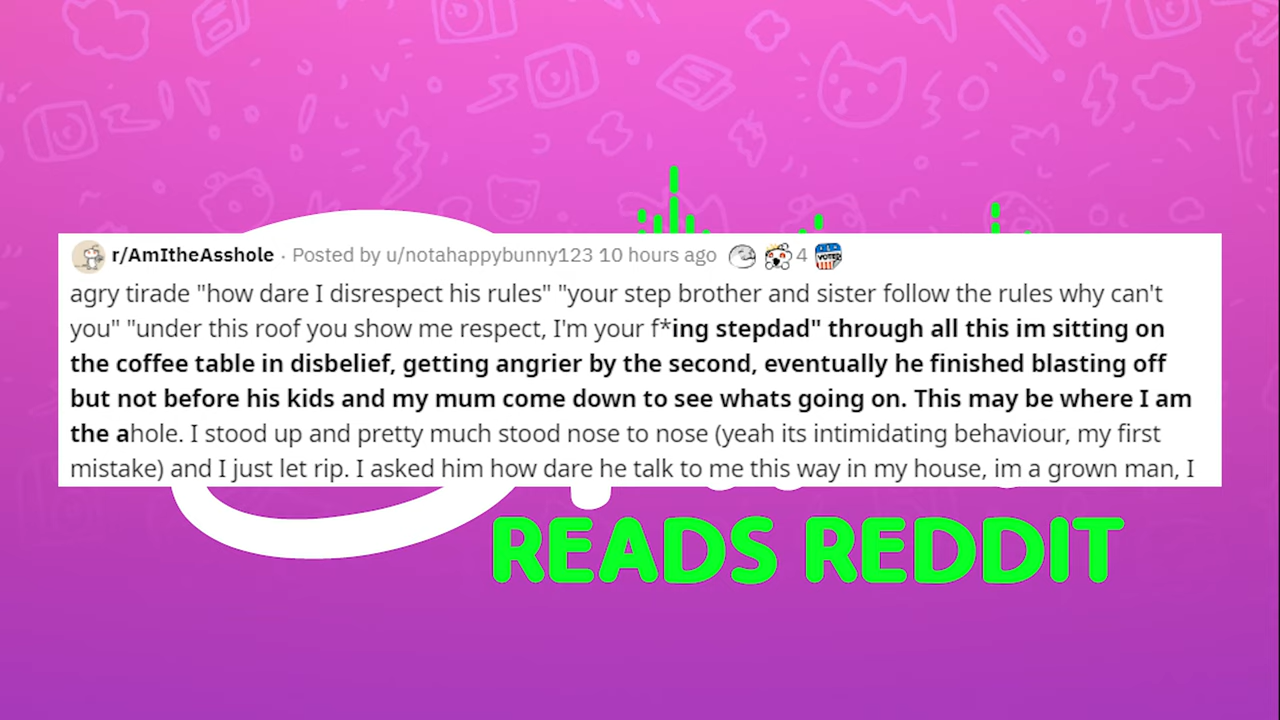 r/AmItheAsshole · Posted by u/notahappybunny123 10 hours ago 4
VOTED
agry tirade "how dare I disrespect his rules" "your step brother and sister follow the rules why can't
you" "under this roof you show me respect, I'm your f*ing stepdad" through all this im sitting on
the coffee table in disbelief, getting angrier by the second, eventually he finished blasting off
but not before his kids and my mum come down to see whats going on. This may be where I am
the ahole. I stood up and pretty much stood nose to nose (yeah its intimidating behaviour, my first
mistake) and I just let rip. I asked him how dare he talk to me this way in my house, im a grown man, I
READS REDDIT